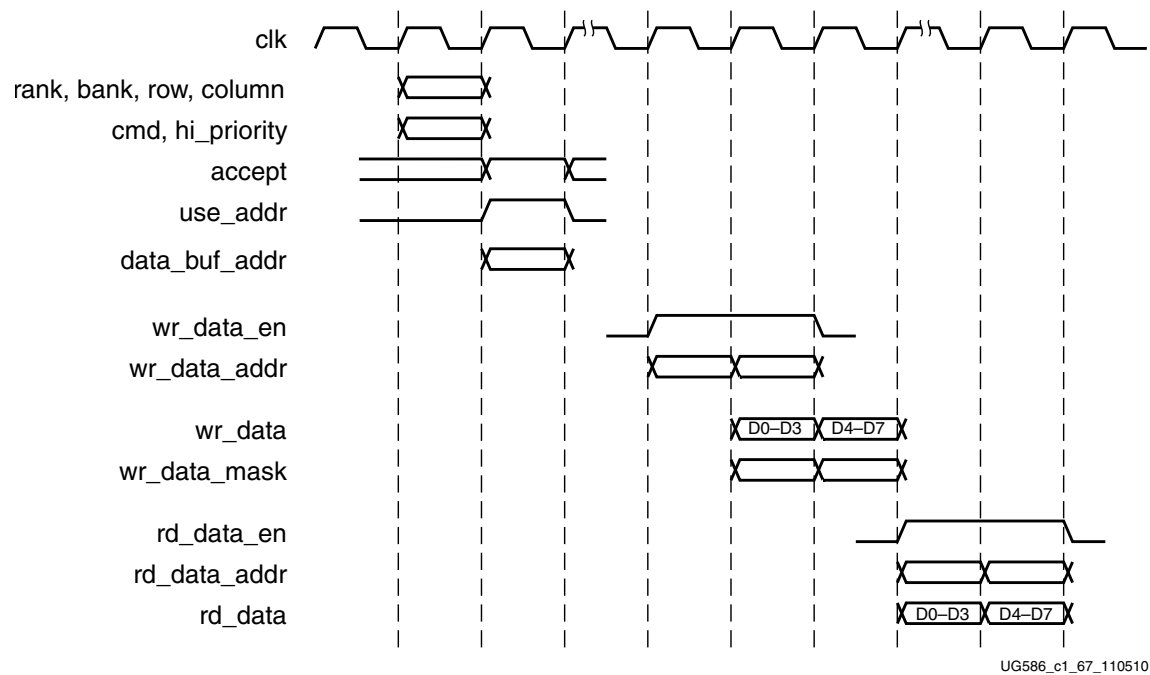 clk
rank, bank, row, column
cmd, hi_priority
accept
use_addr
data_buf_addr
wr_data_en
wr_data_addr
wr_data D0–D3 D4–D7
wr_data_mask
rd_data_en
rd_data_addr
rd_data D0–D3 D4–D7
UG586_c1_67_110510